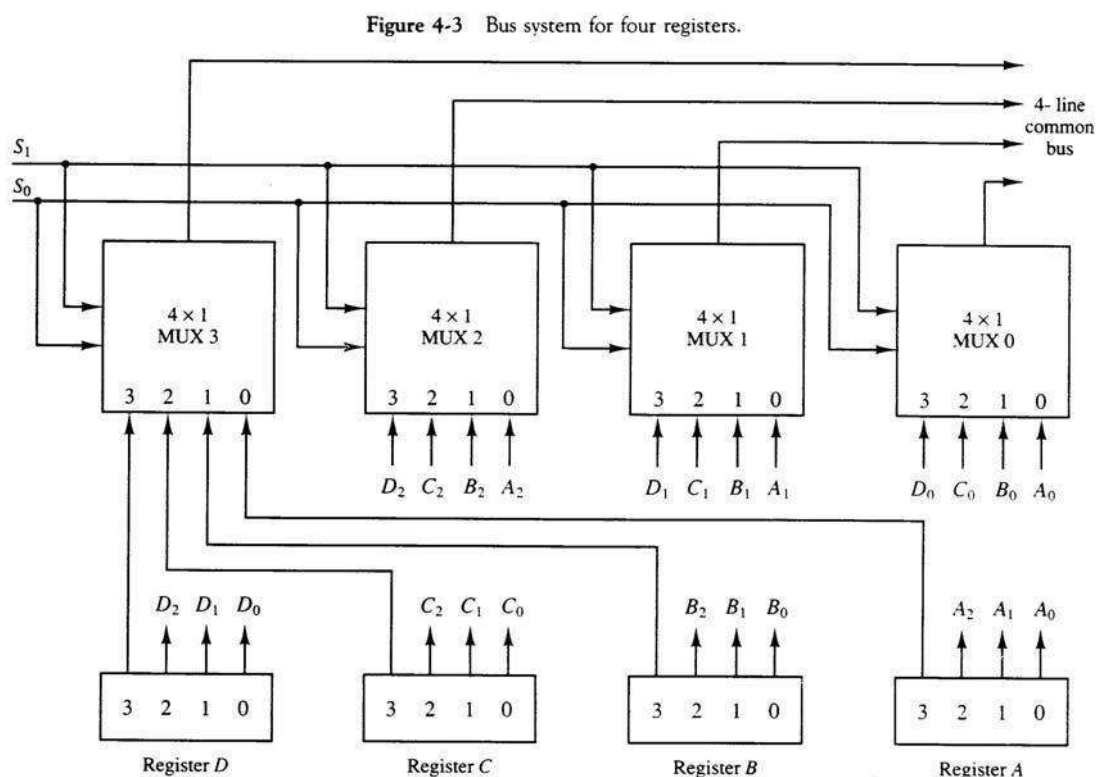 Figure 4-3 Bus system for four registers.
4- line
common
bus
S₁
S₀
4 × 1
MUX 3
3 2 1 0
4 × 1
MUX 2
3 2 1 0
4 × 1
MUX 1
3 2 1 0
4 × 1
MUX 0
3 2 1 0
D₂ C₂ B₂ A₂
D₁ C₁ B₁ A₁
D₀ C₀ B₀ A₀
D₂ D₁ D₀
C₂ C₁ C₀
B₂ B₁ B₀
A₂ A₁ A₀
3 2 1 0
3 2 1 0
3 2 1 0
3 2 1 0
Register D
Register C
Register B
Register A